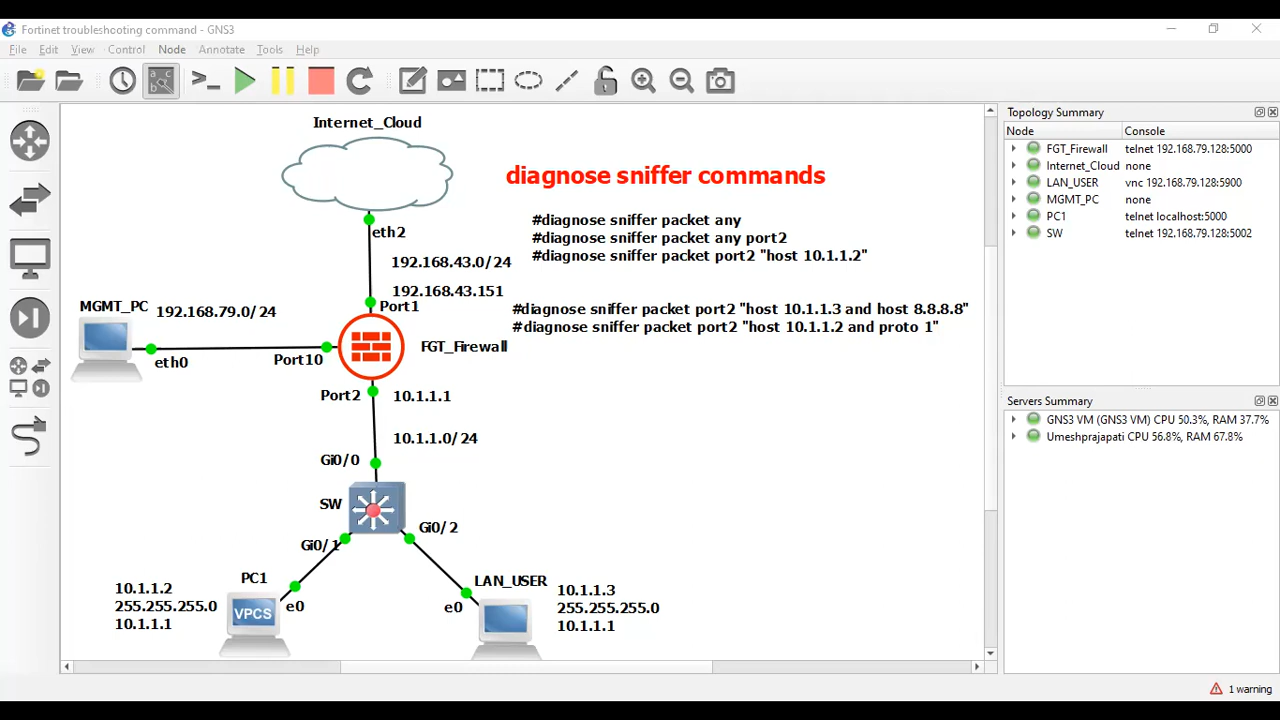 Fortinet troubleshooting command - GNS3
File Edit View Control Node Annotate Tools Help
Internet_Cloud
diagnose sniffer commands
#diagnose sniffer packet any
#diagnose sniffer packet any port2
#diagnose sniffer packet port2 "host 10.1.1.2"
eth2
192.168.43.0/24
192.168.43.151
Port1
#diagnose sniffer packet port2 "host 10.1.1.3 and host 8.8.8.8"
#diagnose sniffer packet port2 "host 10.1.1.2 and proto 1"
MGMT_PC
192.168.79.0/24
eth0
Port10
FGT_Firewall
Port2
10.1.1.1
10.1.1.0/24
Gi0/0
SW
Gi0/1
Gi0/2
PC1
e0
10.1.1.2
255.255.255.0
10.1.1.1
VPCS
LAN_USER
e0
10.1.1.3
255.255.255.0
10.1.1.1
Topology Summary
Node Console
FGT_Firewall telnet 192.168.79.128:5000
Internet_Cloud none
LAN_USER vnc 192.168.79.128:5900
MGMT_PC none
PC1 telnet localhost:5000
SW telnet 192.168.79.128:5002
Servers Summary
GNS3 VM (GNS3 VM) CPU 50.3%, RAM 37.7%
Umeshprajapati CPU 56.8%, RAM 67.8%
1 warning